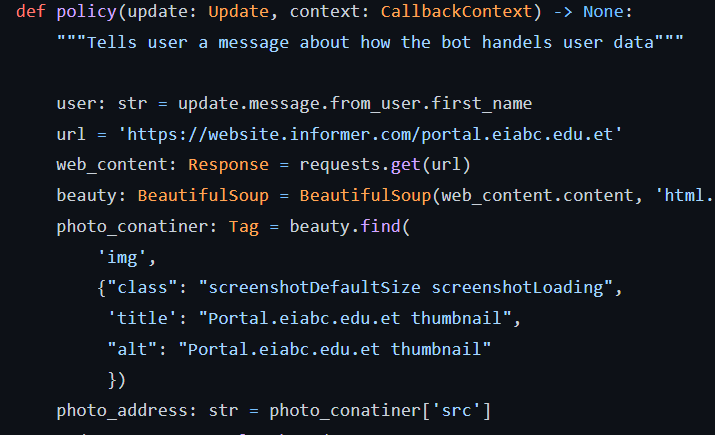 def policy(update: Update, context: CallbackContext) -> None:
"""Tells user a message about how the bot handels user data"""
user: str = update.message.from_user.first_name
url = 'https://website.informer.com/portal.eiabc.edu.et'
web_content: Response = requests.get(url)
beauty: BeautifulSoup = BeautifulSoup(web_content.content, 'html.
photo_conatiner: Tag = beauty.find(
'img',
{"class": "screenshotDefaultSize screenshotLoading",
'title': "Portal.eiabc.edu.et thumbnail",
"alt": "Portal.eiabc.edu.et thumbnail"
})
photo_address: str = photo_conatiner['src']